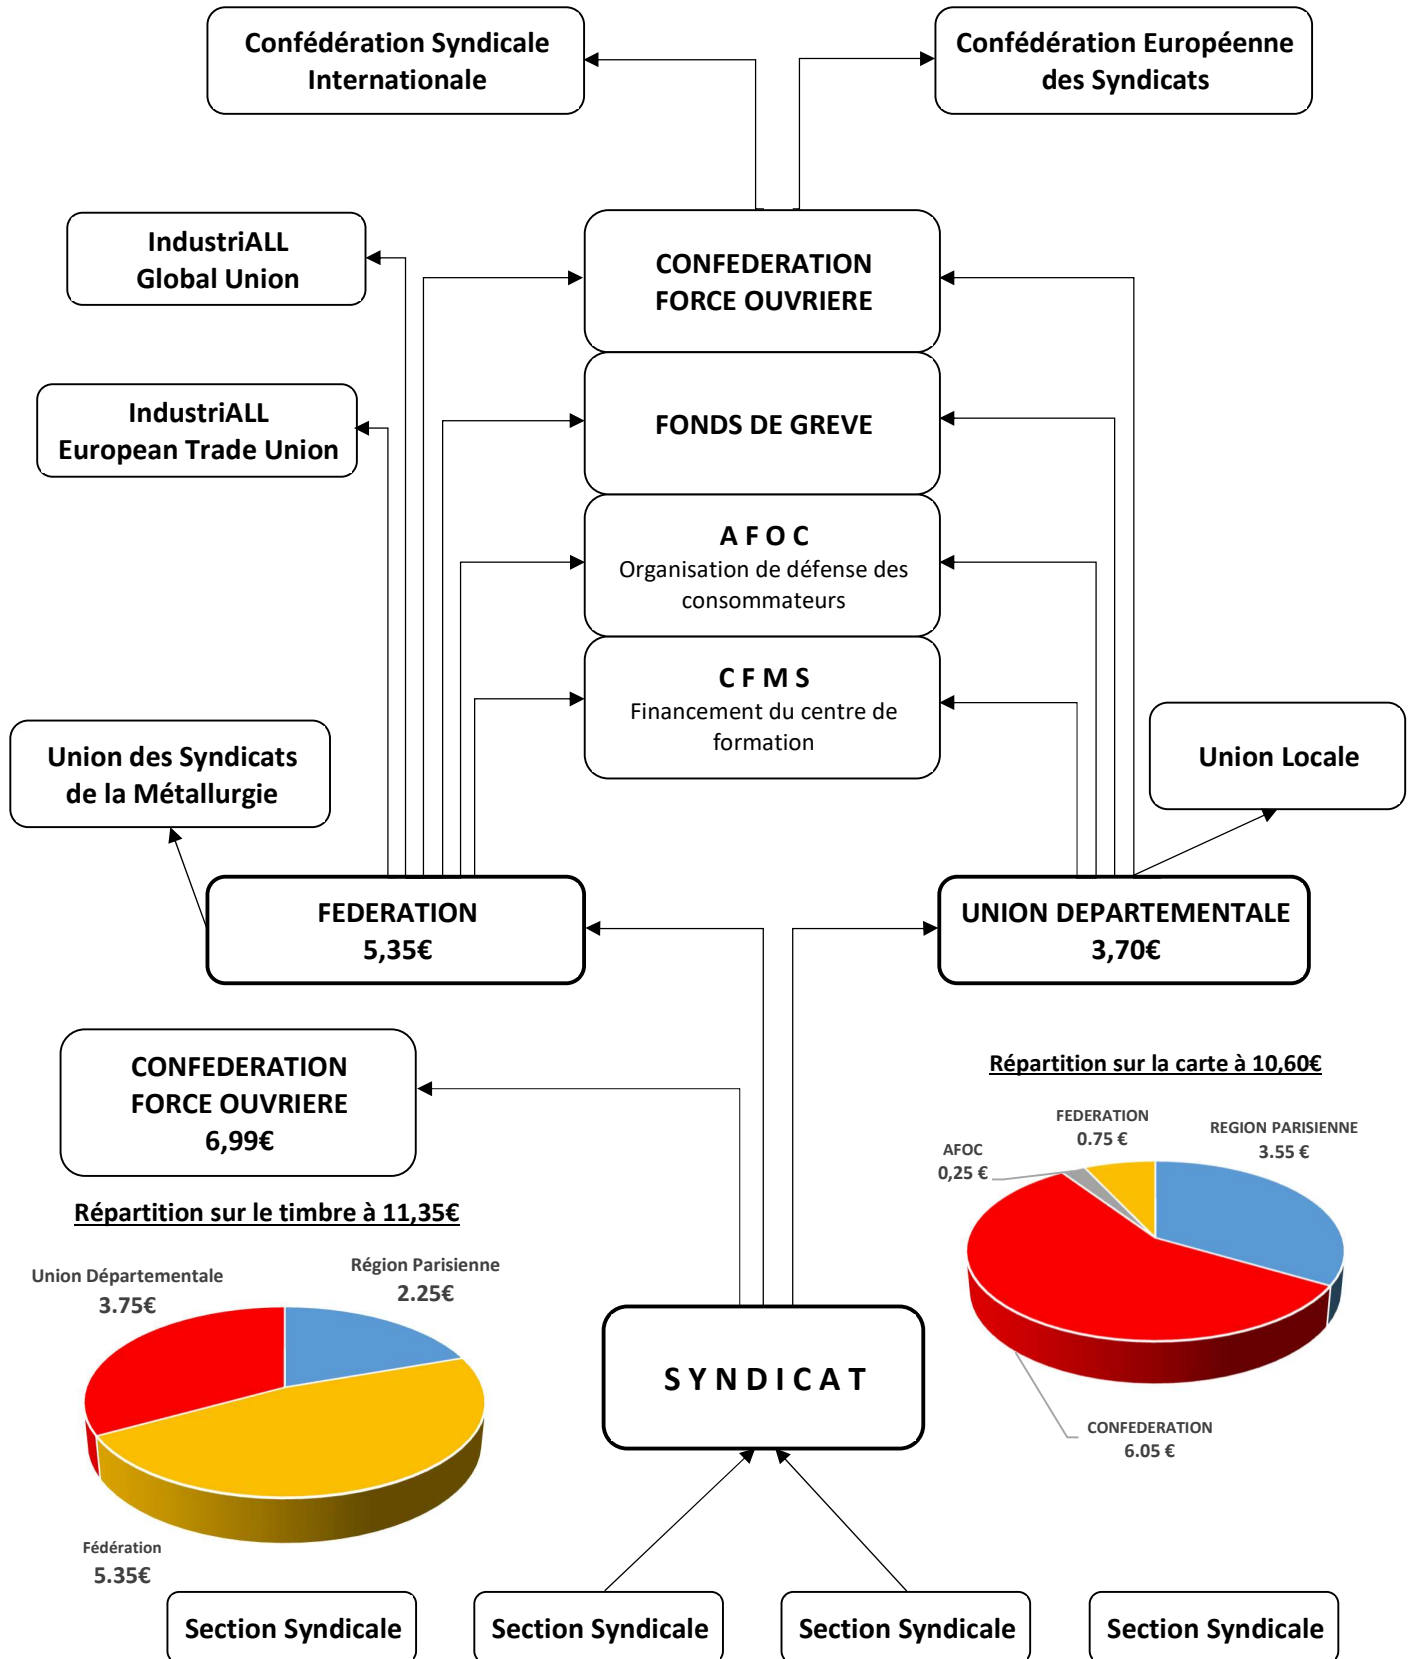 Confédération Syndicale
Internationale
Confédération Européenne
des Syndicats
IndustriALL
Global Union
CONFEDERATION
FORCE OUVRIERE
IndustriALL
European Trade Union
FONDS DE GREVE
A F O C
Organisation de défense des
consommateurs
C F M S
Financement du centre de
formation
Union des Syndicats
de la Métallurgie
Union Locale
FEDERATION
5,35€
UNION DEPARTEMENTALE
3,70€
CONFEDERATION
FORCE OUVRIERE
6,99€
Répartition sur la carte à 10,60€
FEDERATION
0.75 €
REGION PARISIENNE
3.55 €
AFOC
0,25 €
CONFEDERATION
6.05 €
Répartition sur le timbre à 11,35€
Union Départementale
3.75€
Région Parisienne
2.25€
Fédération
5.35€
S Y N D I C A T
Section Syndicale
Section Syndicale
Section Syndicale
Section Syndicale